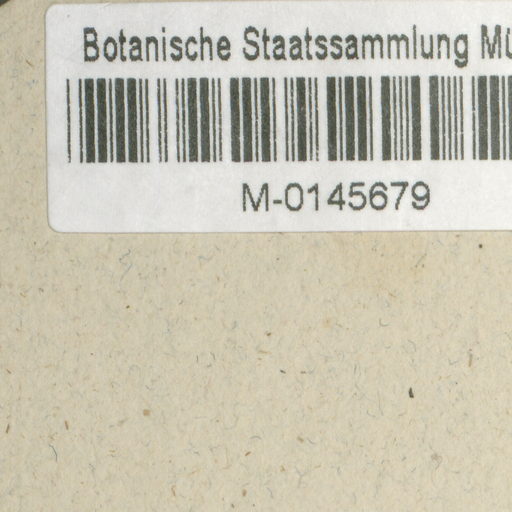 Botanische Staatssammlung Mü
M-0145679